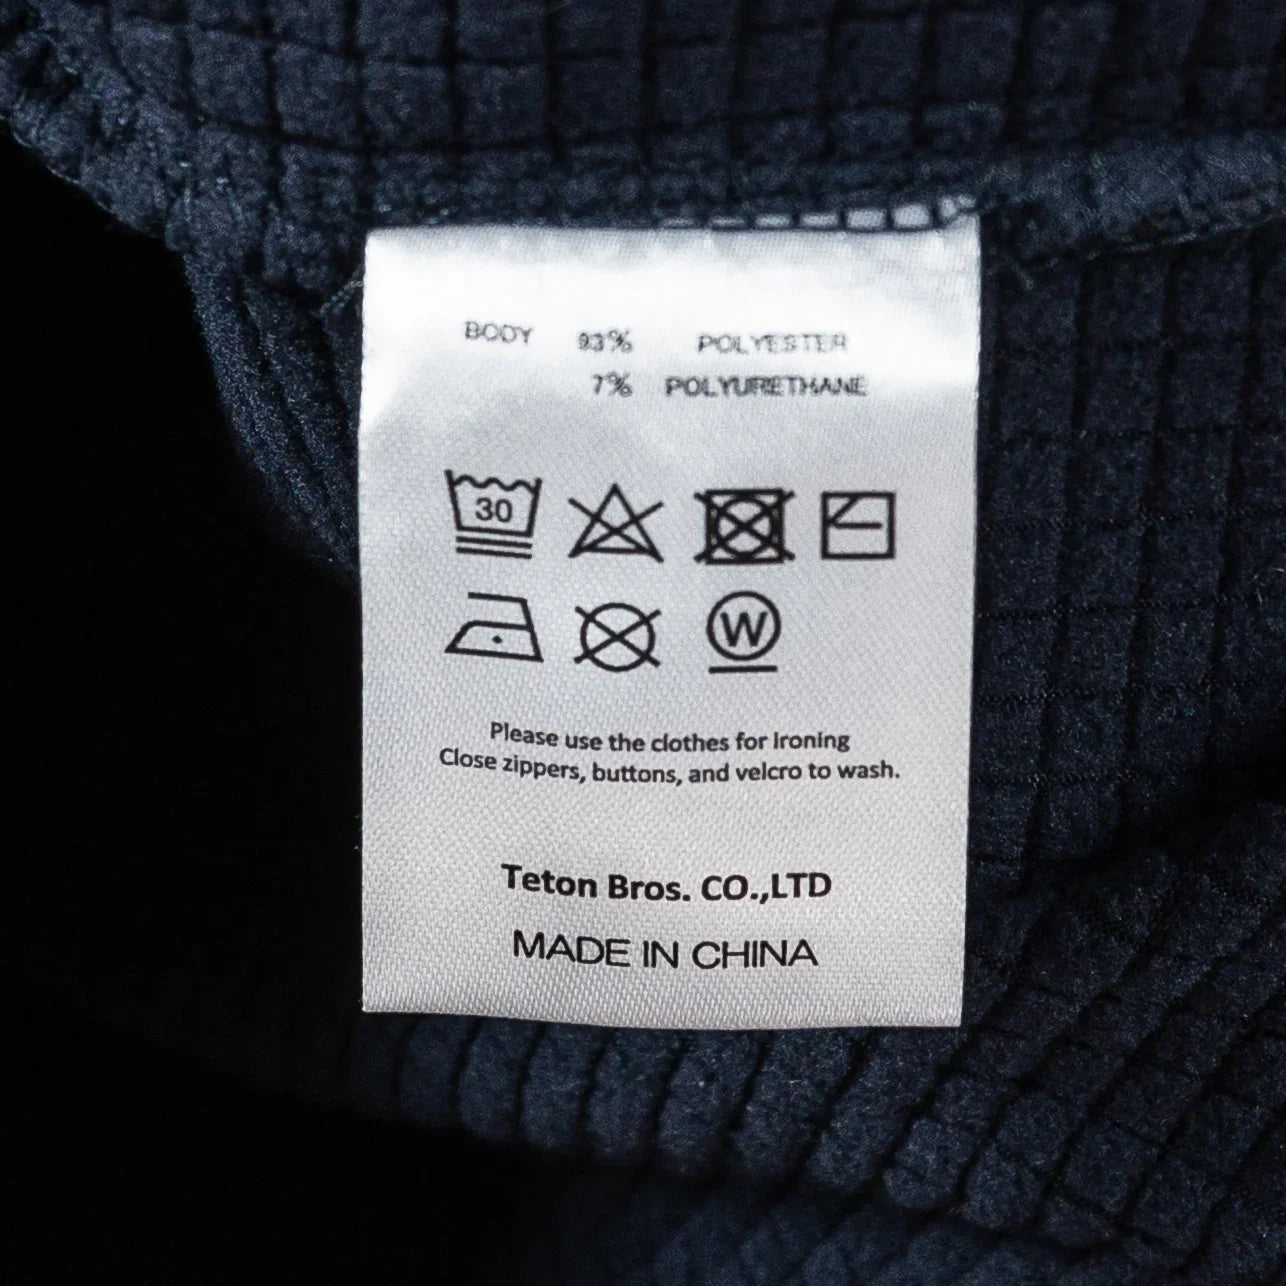 BODY 93% POLYESTER
7% POLYURETHANE
30
W
Please use the clothes for Ironing
Close zippers, buttons, and velcro to wash.
Teton Bros. CO.,LTD
MADE IN CHINA